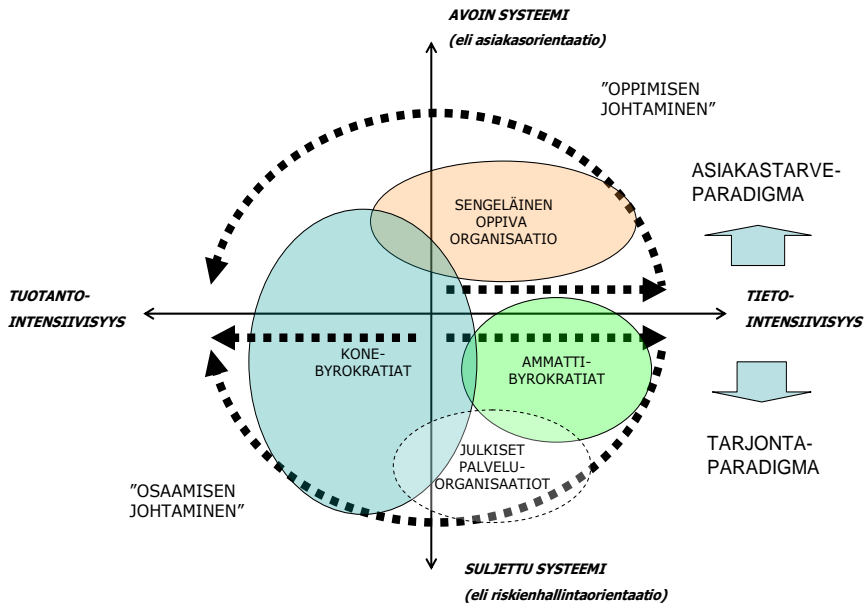 AVOIN SYSTEEMI
(eli asiakasorientaatio)
"OPPIMISEN
JOHTAMINEN"
ASIAKASTARVE-
PARADIGMA
SENGELÄINEN
OPPIVA
ORGANISAATIO
TUOTANTO-
INTENSIIVISYYS
TIETO-
INTENSIIVISYYS
KONE-
BYROKRATIAT
AMMATTI-
BYROKRATIAT
TARJONTA-
PARADIGMA
JULKISET
PALVELU-
ORGANISAATIOT
"OSAAMISEN
JOHTAMINEN"
SULJETTU SYSTEEMI
(eli riskienhallintaorientaatio)